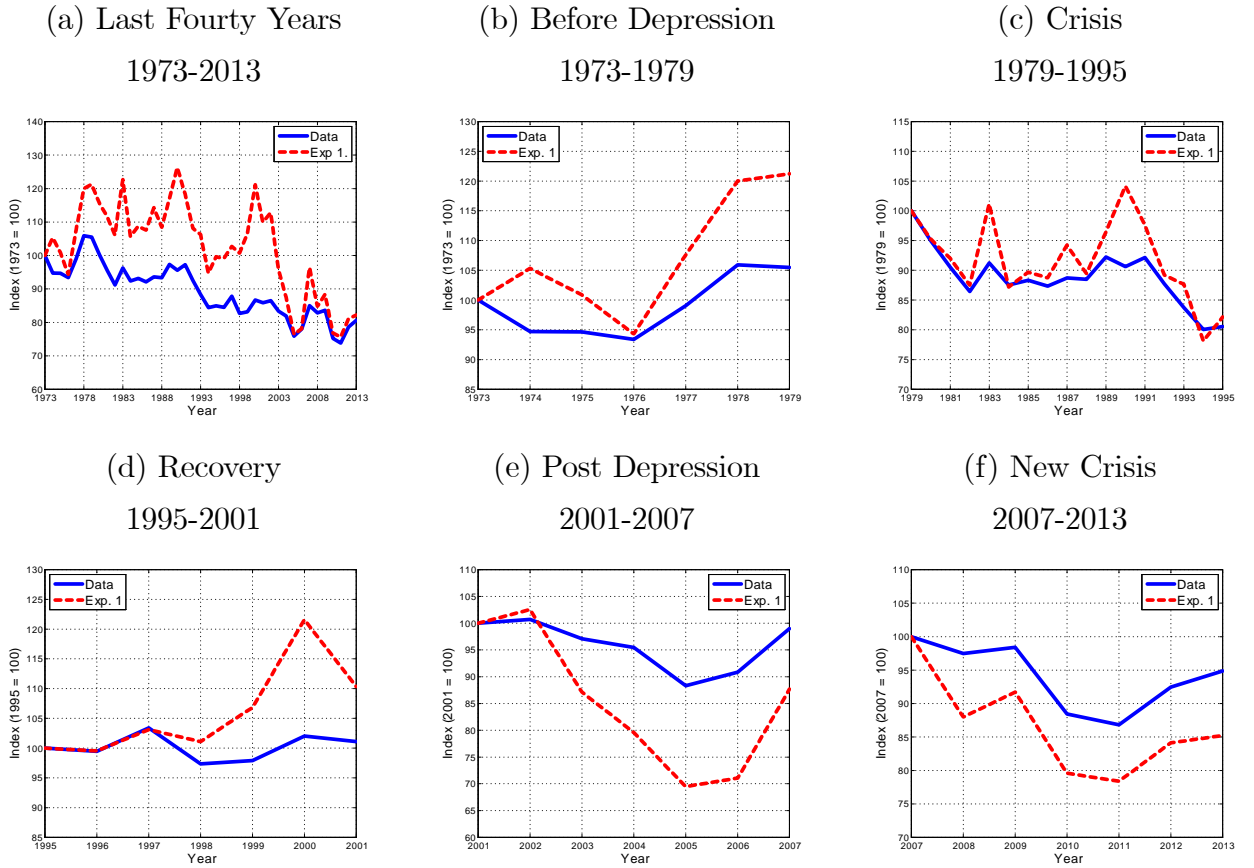 (a) Last Fourty Years
1973-2013
140
130
120
110
100
90
80
70
60
Index (1973 = 100)
Data
Exp 1.
1973 1978 1983 1988 1993 1998 2003 2008 2013
Year
(b) Before Depression
1973-1979
130
125
120
115
110
105
100
95
90
85
Index (1973 = 100)
Data
Exp. 1
1973 1974 1975 1976 1977 1978 1979
Year
(c) Crisis
1979-1995
115
110
105
100
95
90
85
80
75
70
Index (1979 = 100)
Data
Exp. 1
1979 1981 1983 1985 1987 1989 1991 1993 1995
Year
(d) Recovery
1995-2001
130
125
120
115
110
105
100
95
90
85
Index (1995 = 100)
Data
Exp. 1
1995 1996 1997 1998 1999 2000 2001
Year
(e) Post Depression
2001-2007
110
105
100
95
90
85
80
75
70
65
60
Index (2001 = 100)
Data
Exp. 1
2001 2002 2003 2004 2005 2006 2007
Year
(f) New Crisis
2007-2013
110
105
100
95
90
85
80
75
70
Index (2007 = 100)
Data
Exp. 1
2007 2008 2009 2010 2011 2012 2013
Year